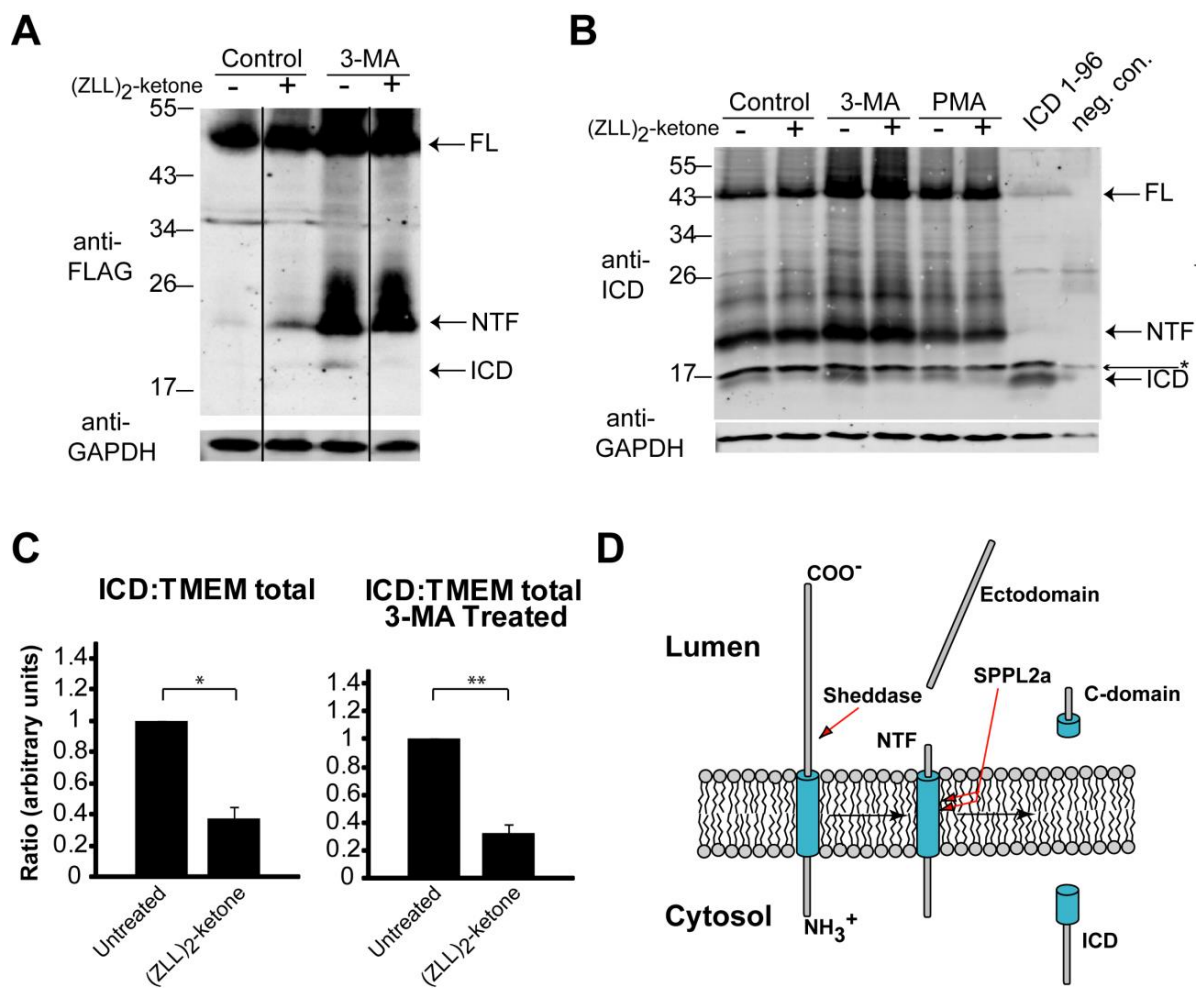 A
Control 3-MA
(ZLL)2-ketone - + - +
55
FL
43
34
anti-
FLAG
26
NTF
ICD
17
anti-
GAPDH
B
Control 3-MA PMA ICD 1-96 neg. con.
(ZLL)2-ketone - + - + - +
55
43
FL
34
anti-
ICD
26
NTF
*
17
ICD
anti-
GAPDH
C
ICD:TMEM total
Ratio (arbitrary units)
1.4
1.2
1
0.8
0.6
0.4
0.2
0
*
Untreated
(ZLL)2-ketone
ICD:TMEM total
3-MA Treated
1.4
1.2
1
0.8
0.6
0.4
0.2
0
**
Untreated
(ZLL)2-ketone
D
COO-
Ectodomain
Lumen
SPPL2a
Sheddase
C-domain
NTF
Cytosol
NH3+
ICD